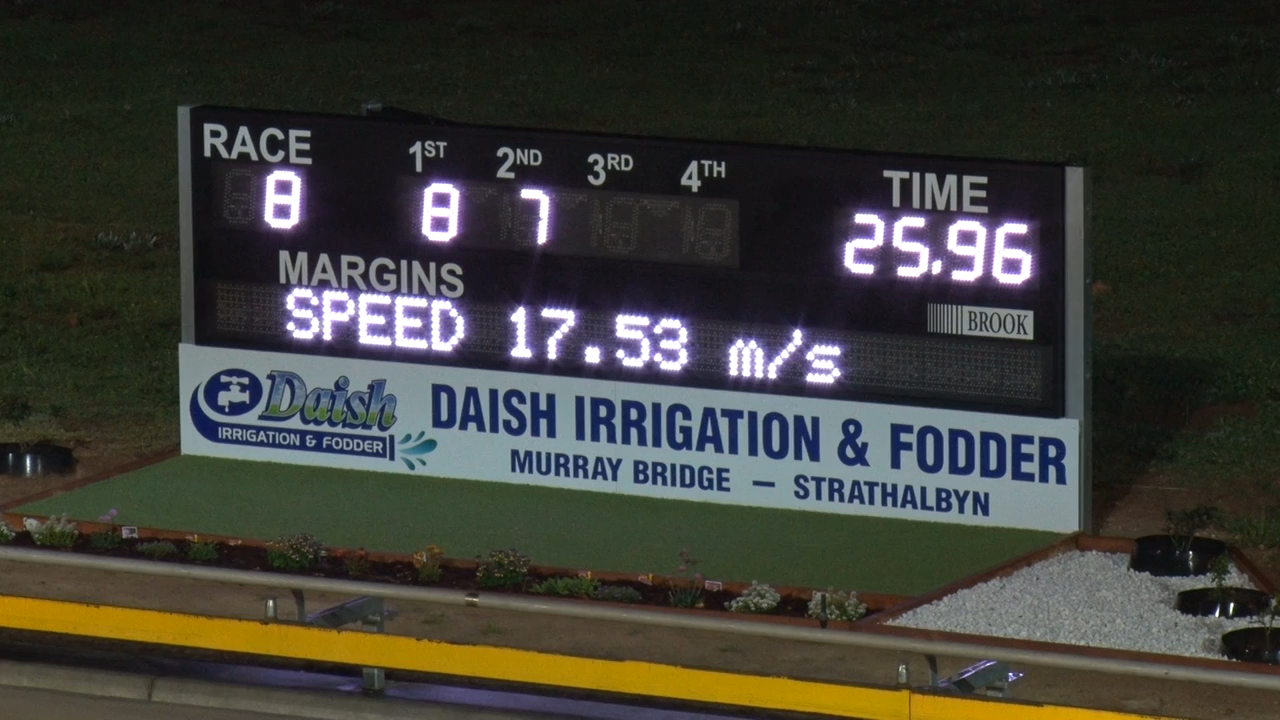 RACE 1ST 2ND 3RD 4TH TIME
8 8 7 25.96
MARGINS
SPEED 17.53 m/s
BROOK
Daish
IRRIGATION & FODDER
DAISH IRRIGATION & FODDER
MURRAY BRIDGE – STRATHALBYN